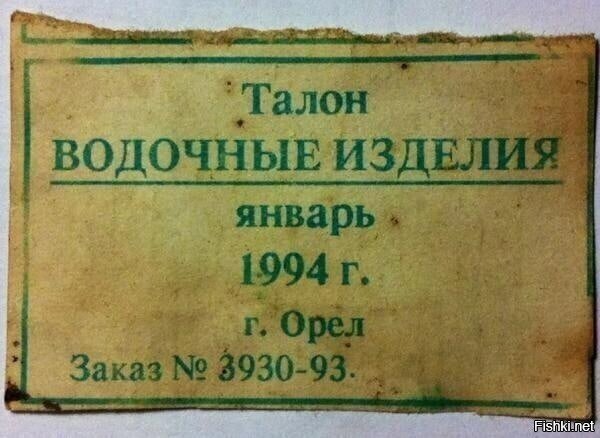 Талон
ВОДОЧНЫЕ ИЗДЕЛИЯ
январь
1994 г.
г. Орел
Заказ № 3930-93.
Fishki.net